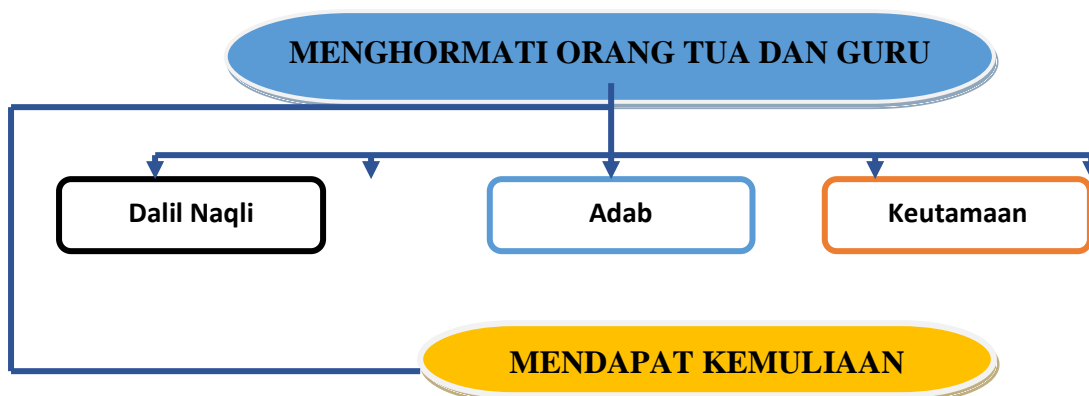 MENGHORMATI ORANG TUA DAN GURU
Dalil Naqli
Adab
Keutamaan
MENDAPAT KEMULIAAN